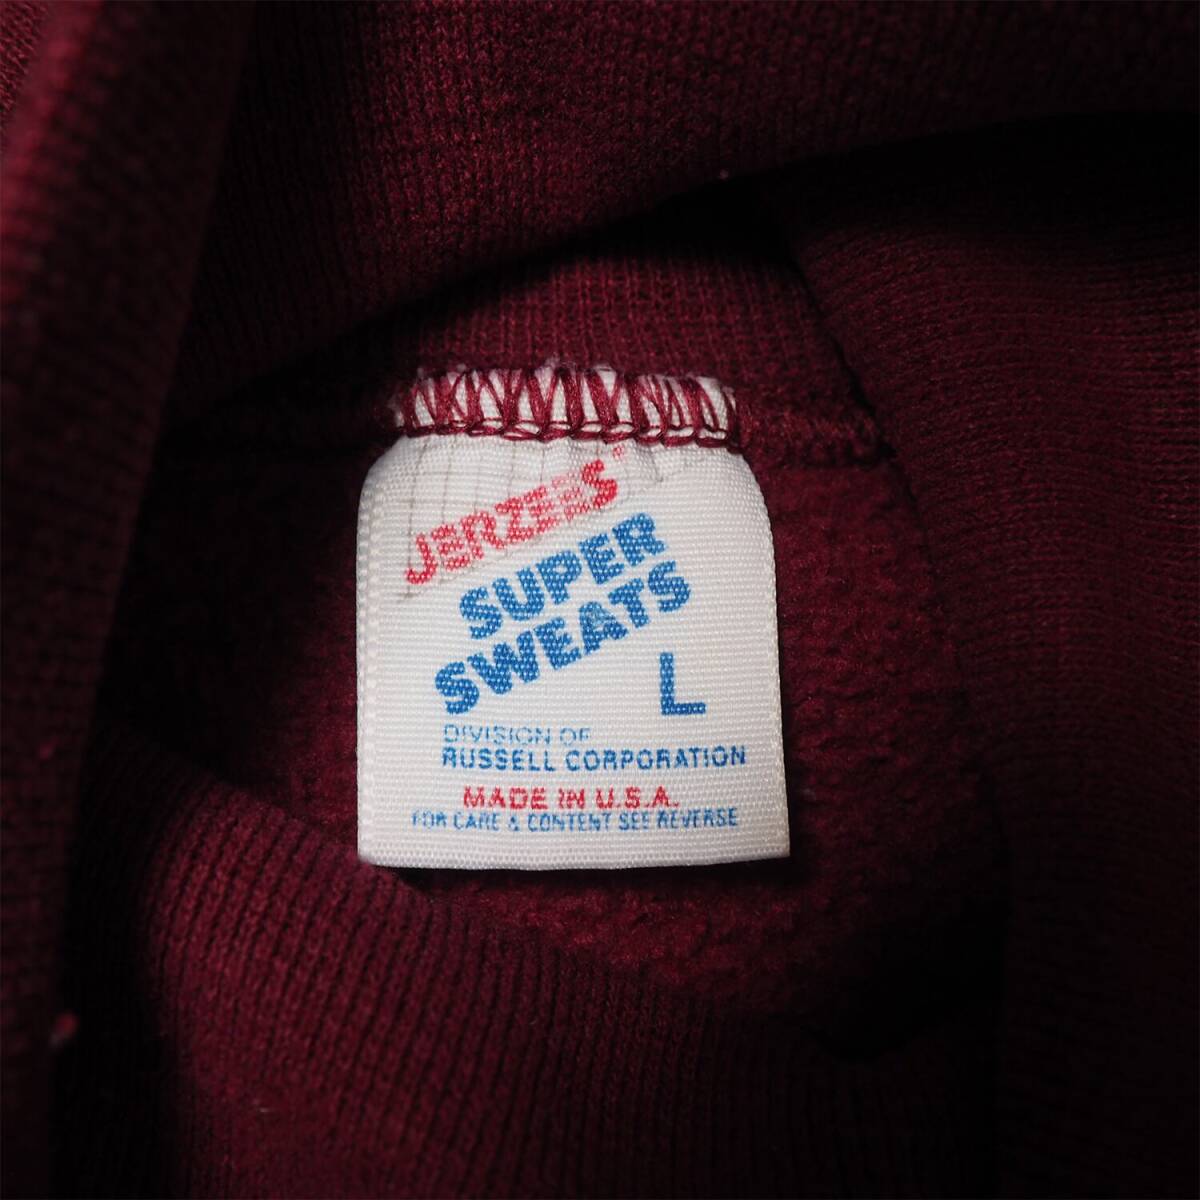 JERZEES
SUPER
SWEATS
L
DIVISION OF
RUSSELL CORPORATION
MADE IN U.S.A.
FOR CARE & CONTENT SEE REVERSE